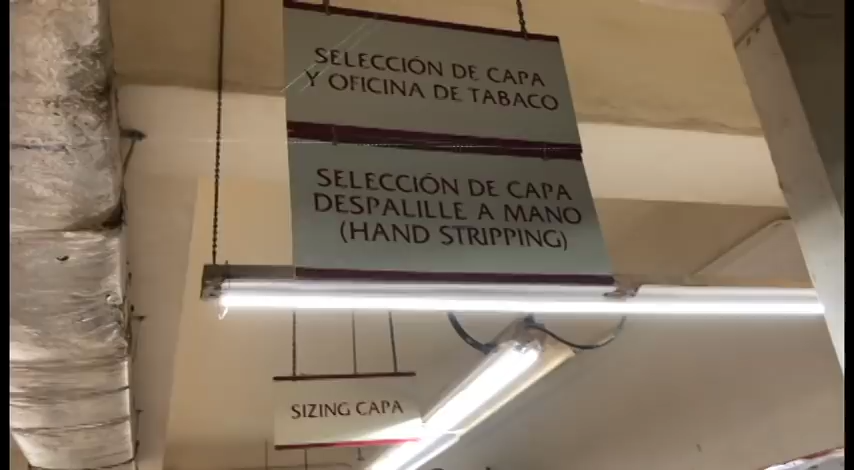 SELECCIÓN DE CAPA
Y OFICINA DE TABACO
SELECCIÓN DE CAPA
DESPALILLE A MANO
(HAND STRIPPING)
SIZING CAPA